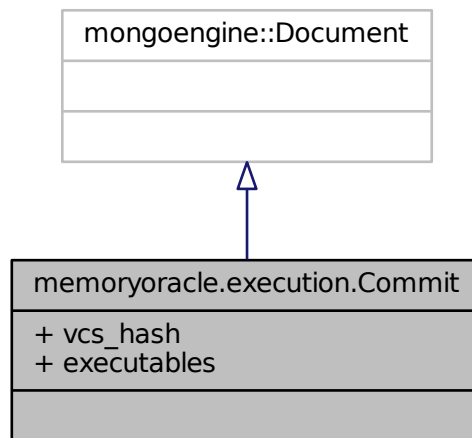 mongoengine::Document
memoryoracle.execution.Commit
+ vcs_hash
+ executables